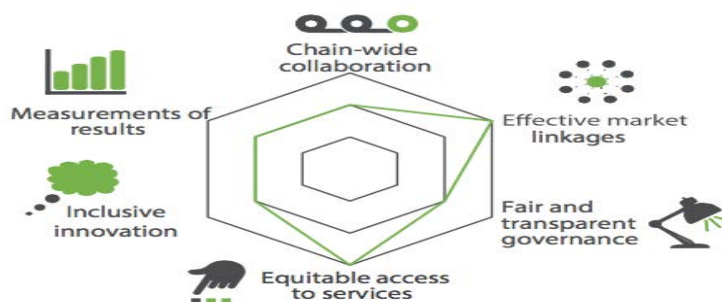 Chain-wide
collaboration
Measurements of
results
Effective market
linkages
Inclusive
innovation
Fair and
transparent
governance
Equitable access
to services